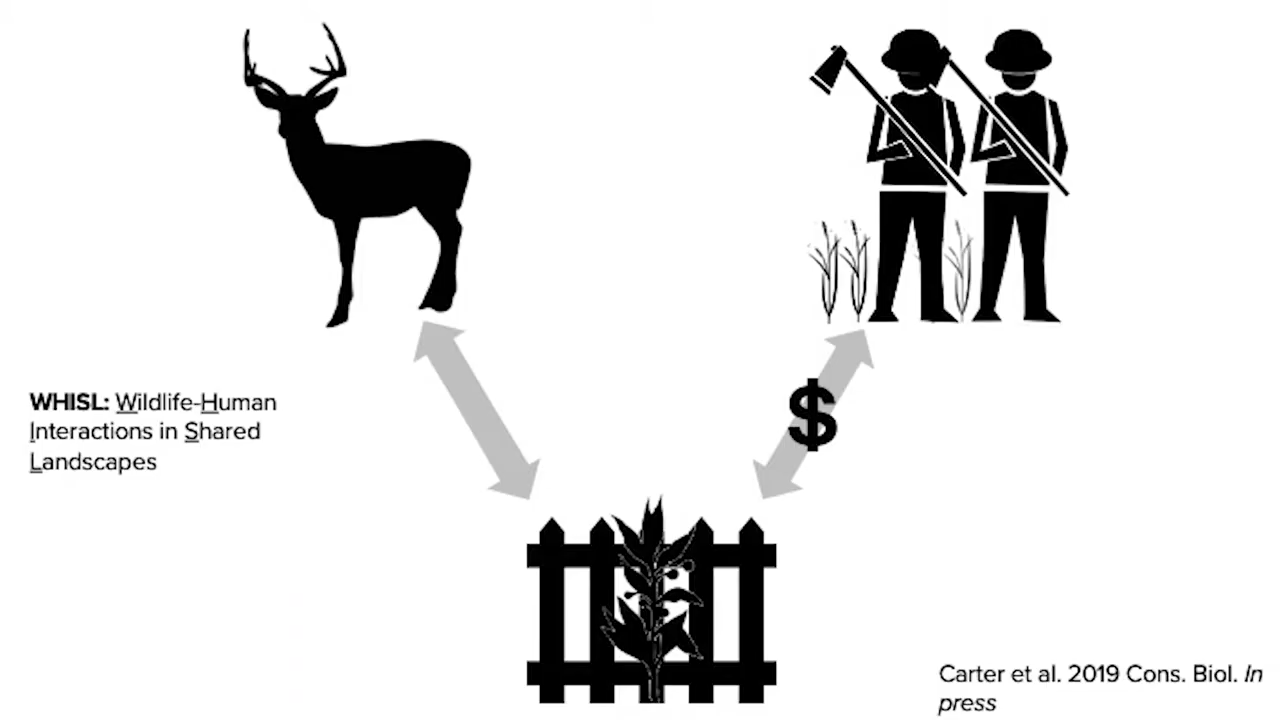 WHISL: Wildlife-Human
Interactions in Shared
Landscapes
$
Carter et al. 2019 Cons. Biol. In
press